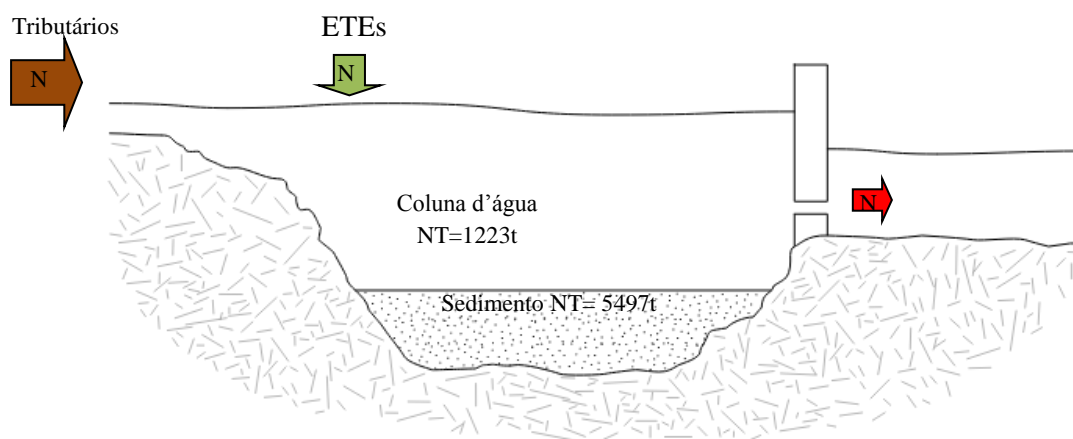 Tributários
ETEs
N
N
Coluna d’água
NT=1223t
N
Sedimento NT= 5497t